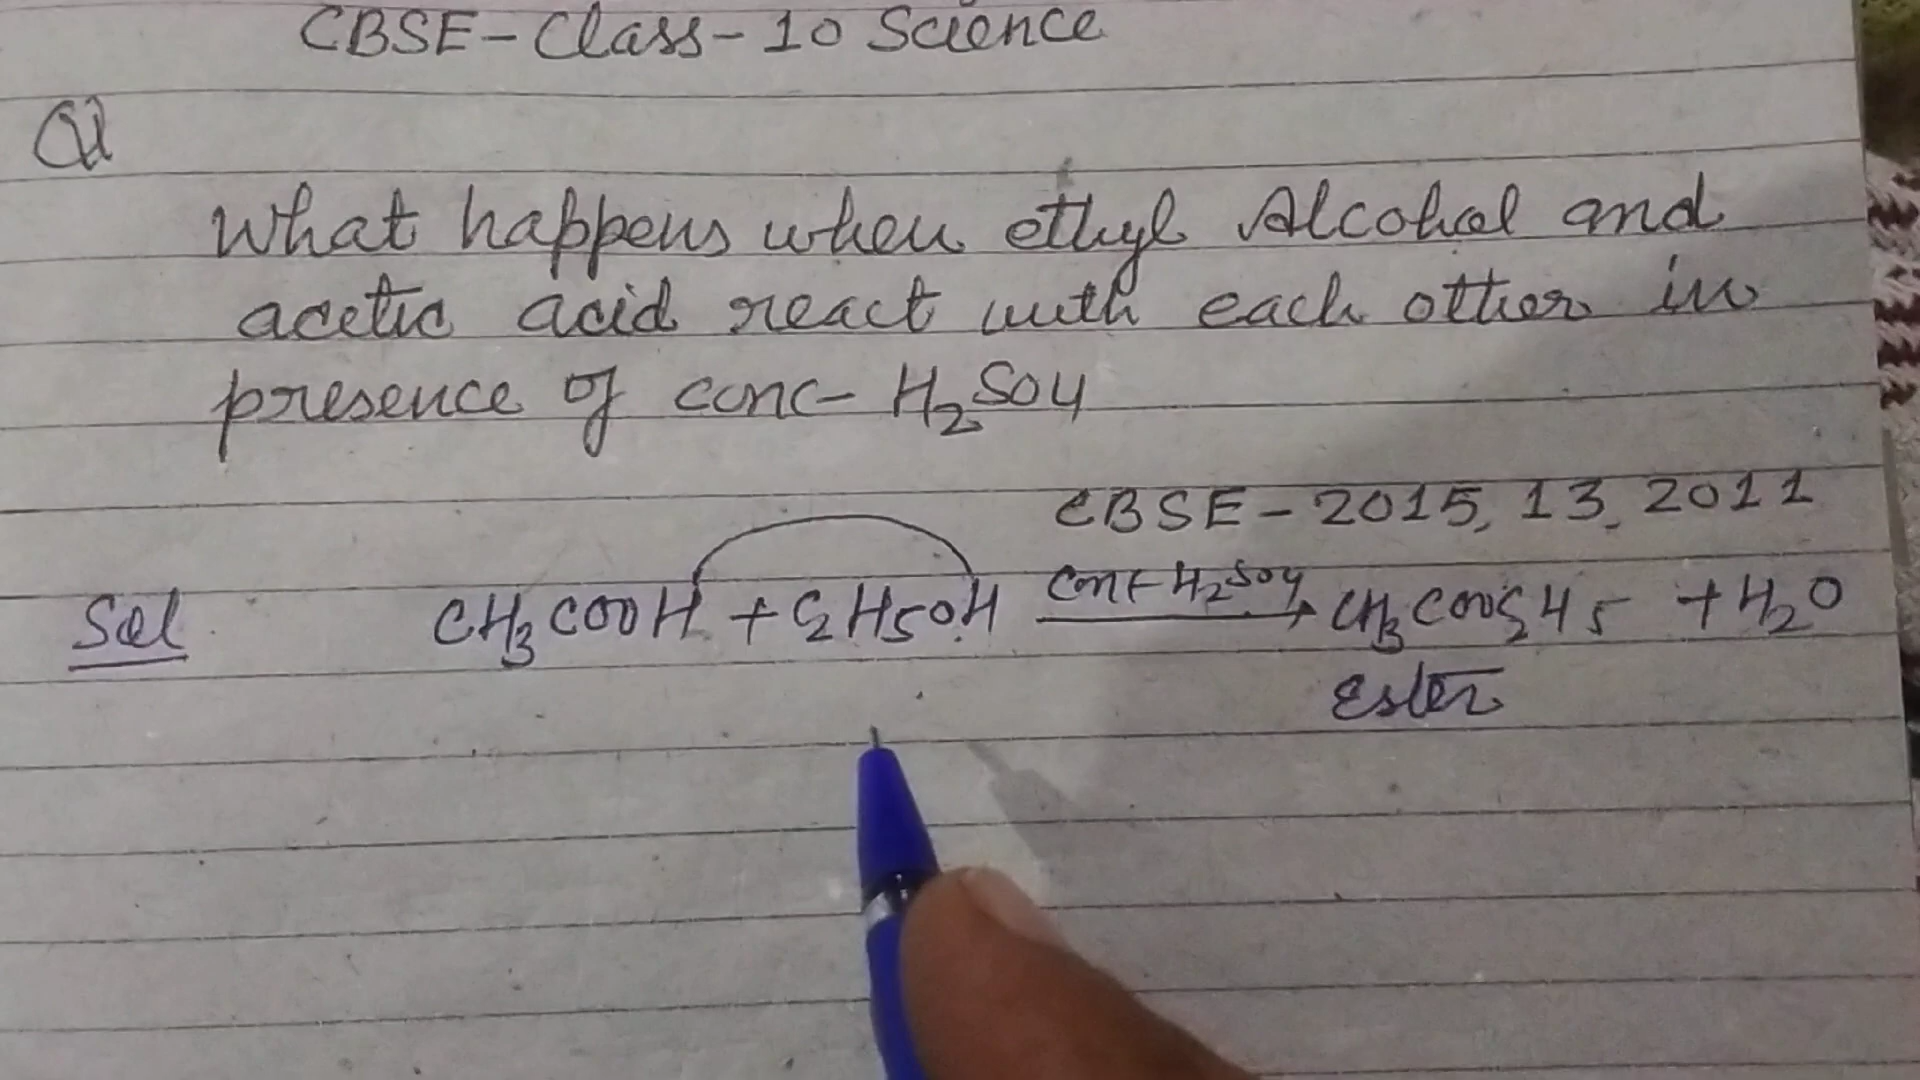 CBSE-Class-10 Science
Q1
What happens when ethyl Alcohol and
acetic acid react with each other in
presence of conc- H2SO4
CBSE-2015, 13, 2011
Sol CH3COOH + C2H5OH conc H2SO4 → CH3COOC2H5 + H2O
Ester